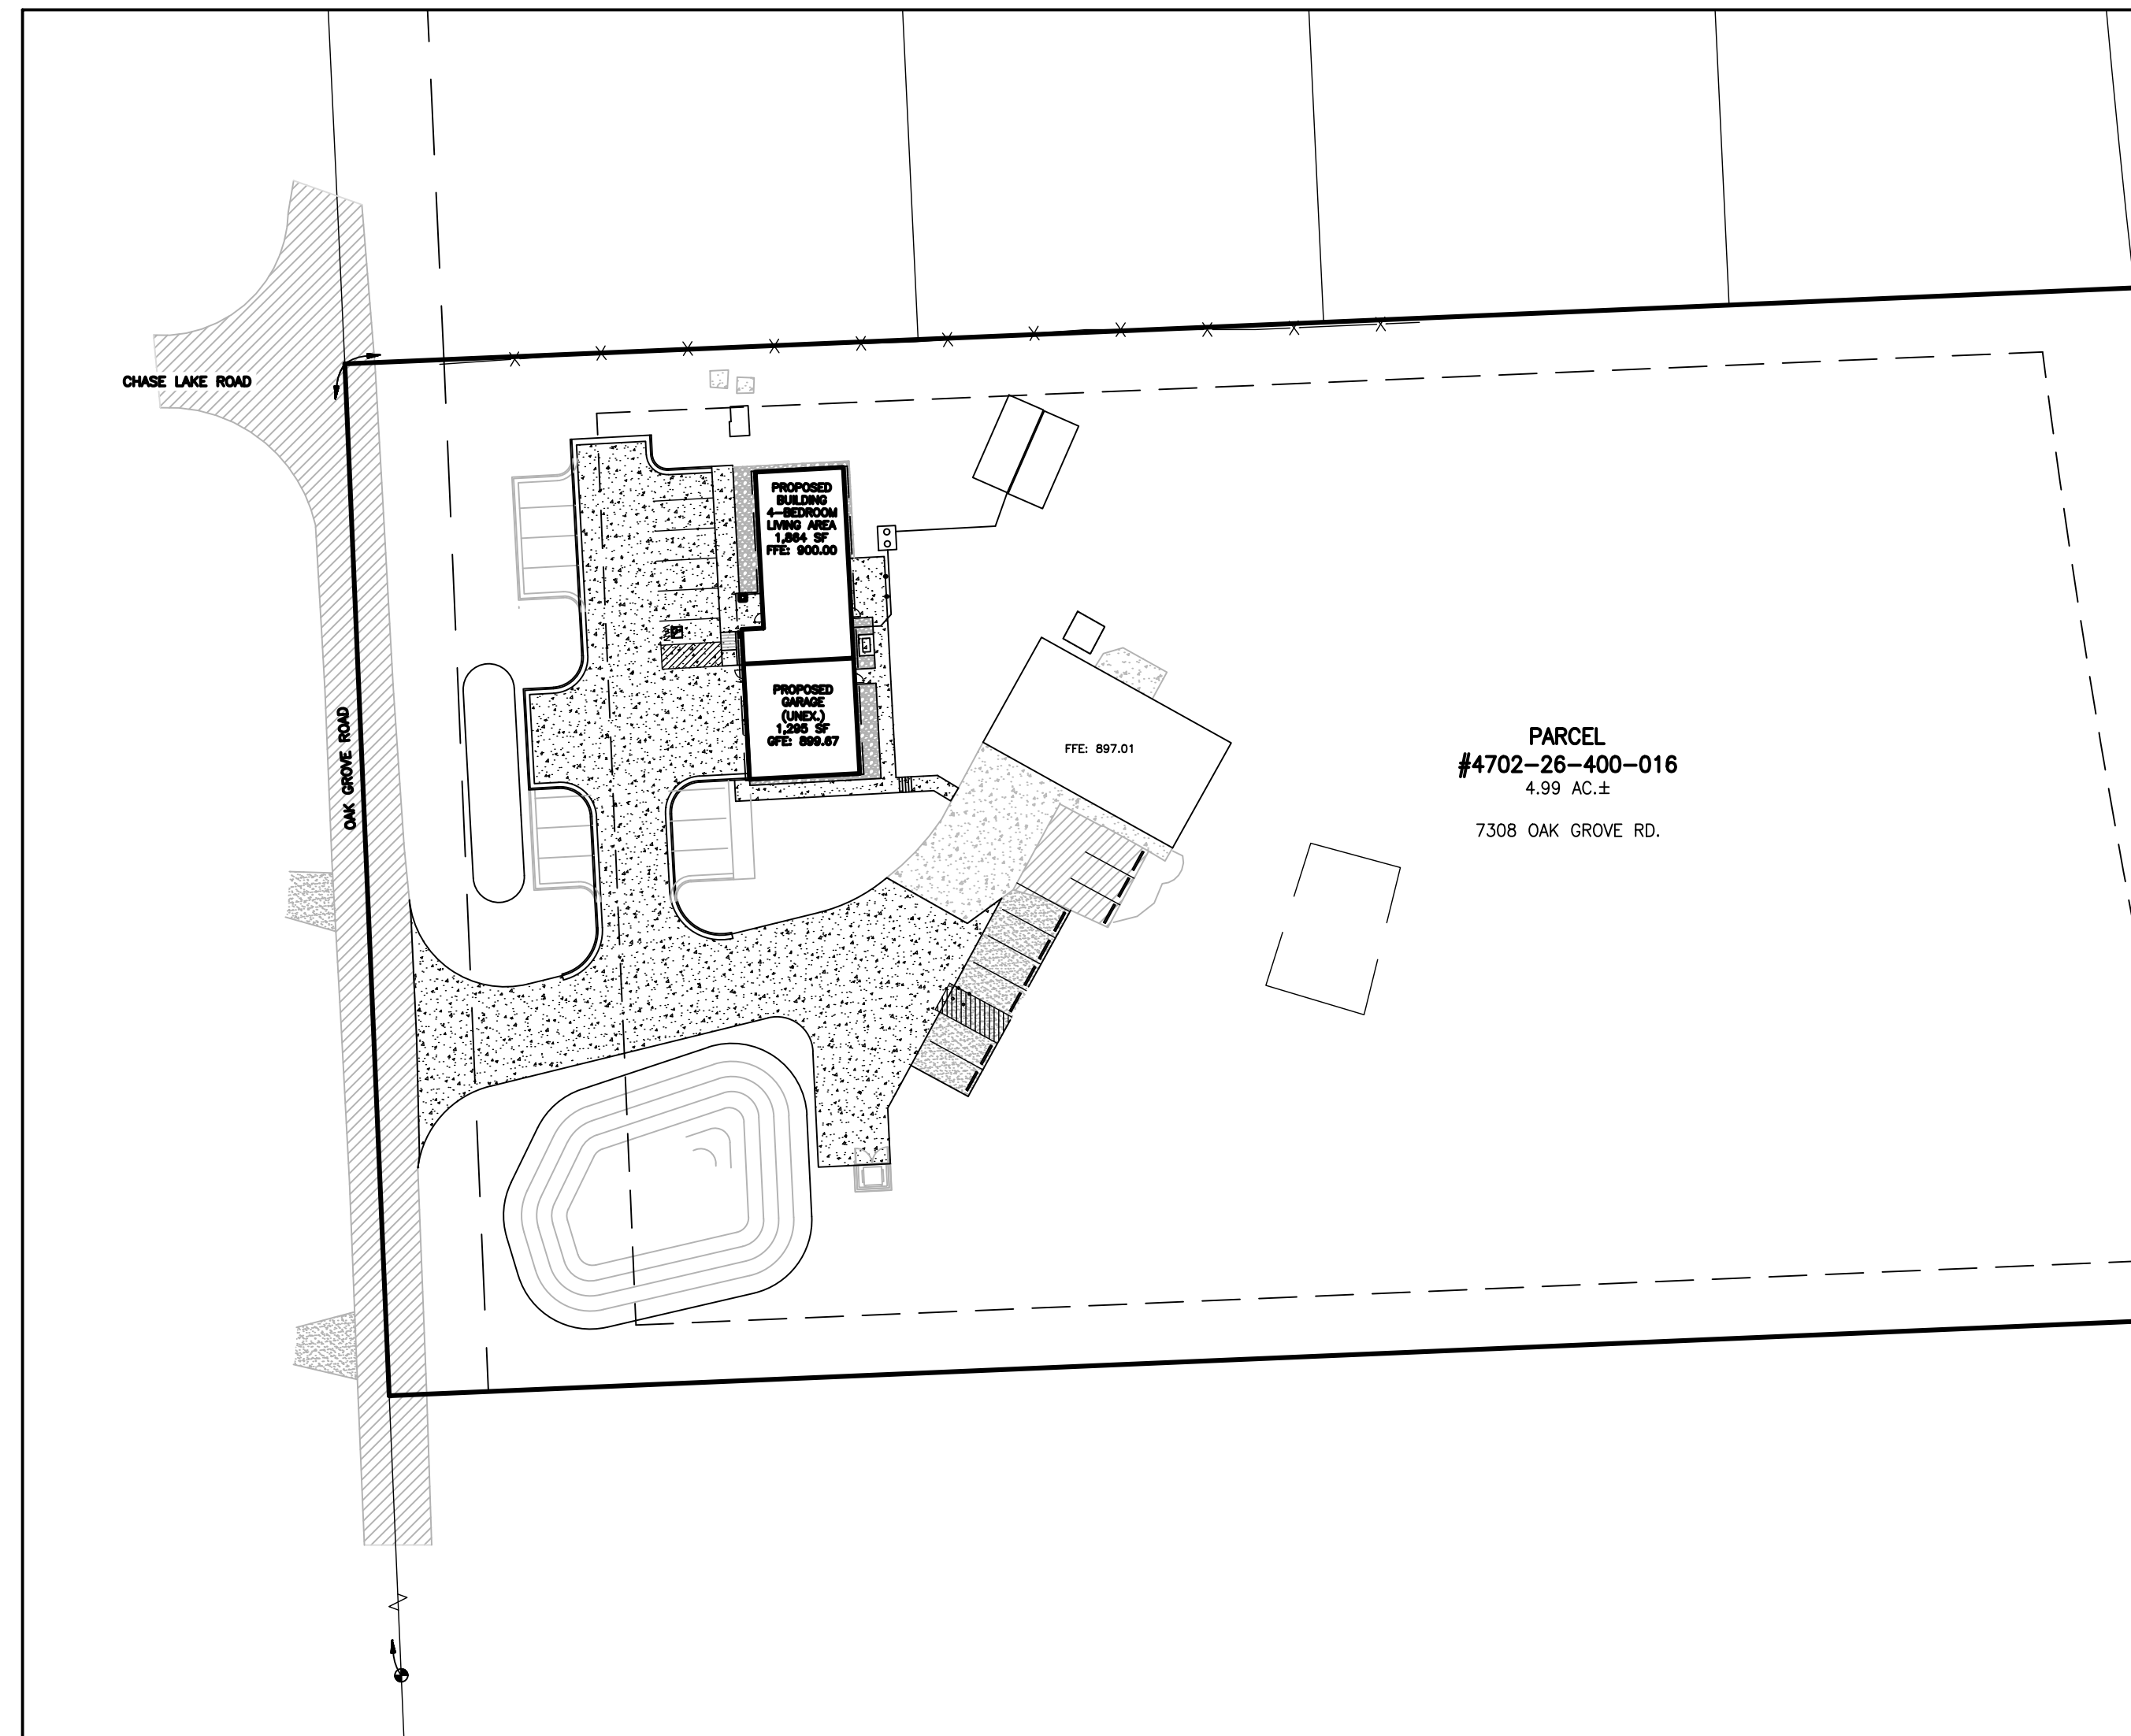 CHASE LAKE ROAD
PROPOSED
BUILDING
4-BEDROOM
LIVING AREA
1,864 SF
FFE: 900.00
PROPOSED
GARAGE
(UNEX.)
1,295 SF
GFE: 899.67
OAK GROVE ROAD
FFE: 897.01
PARCEL
#4702-26-400-016
4.99 AC.±
7308 OAK GROVE RD.